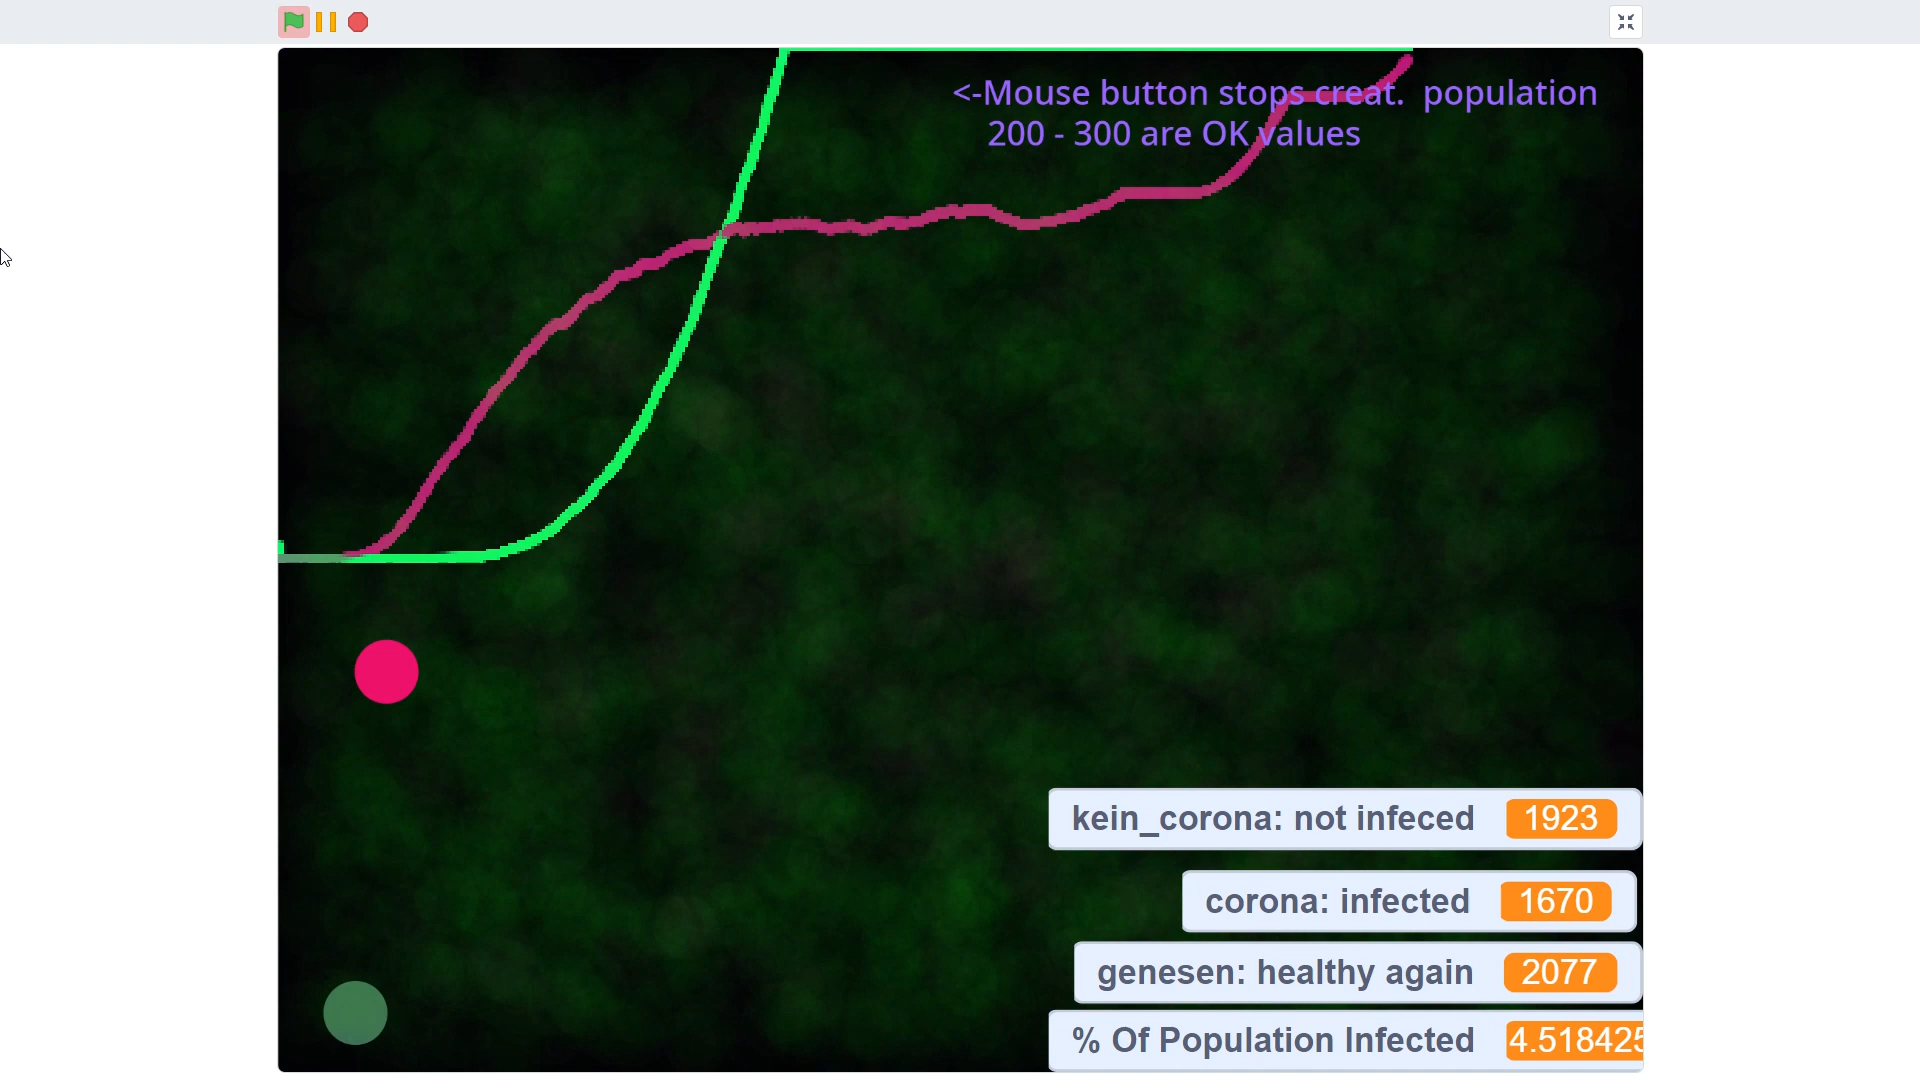 <-Mouse button stops creat.  population
200 - 300 are OK values
kein_corona: not infeced 1923
corona: infected 1670
genesen: healthy again 2077
% Of Population Infected 4.518425